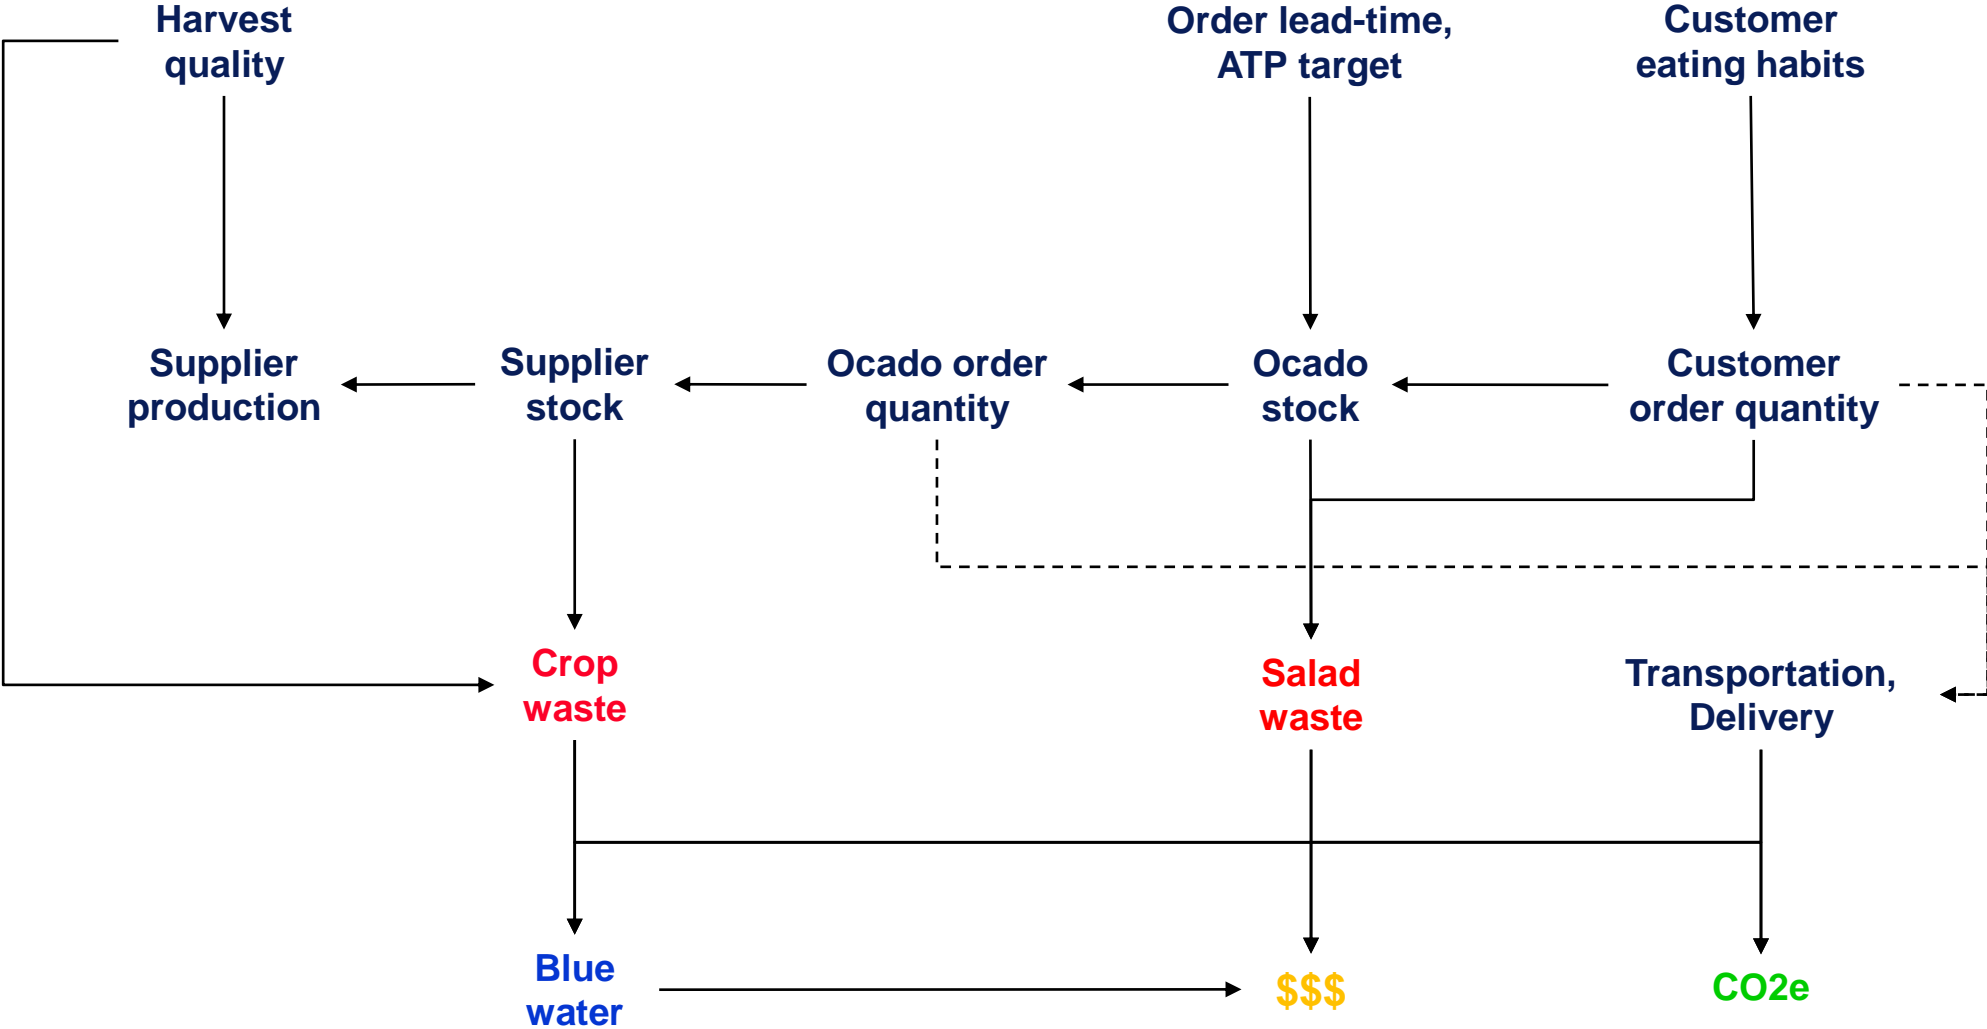 Harvest
quality
Order lead-time,
ATP target
Customer
eating habits
Supplier
production
Supplier
stock
Ocado order
quantity
Ocado
stock
Customer
order quantity
Crop
waste
Salad
waste
Transportation,
Delivery
Blue
water
$$$
CO2e